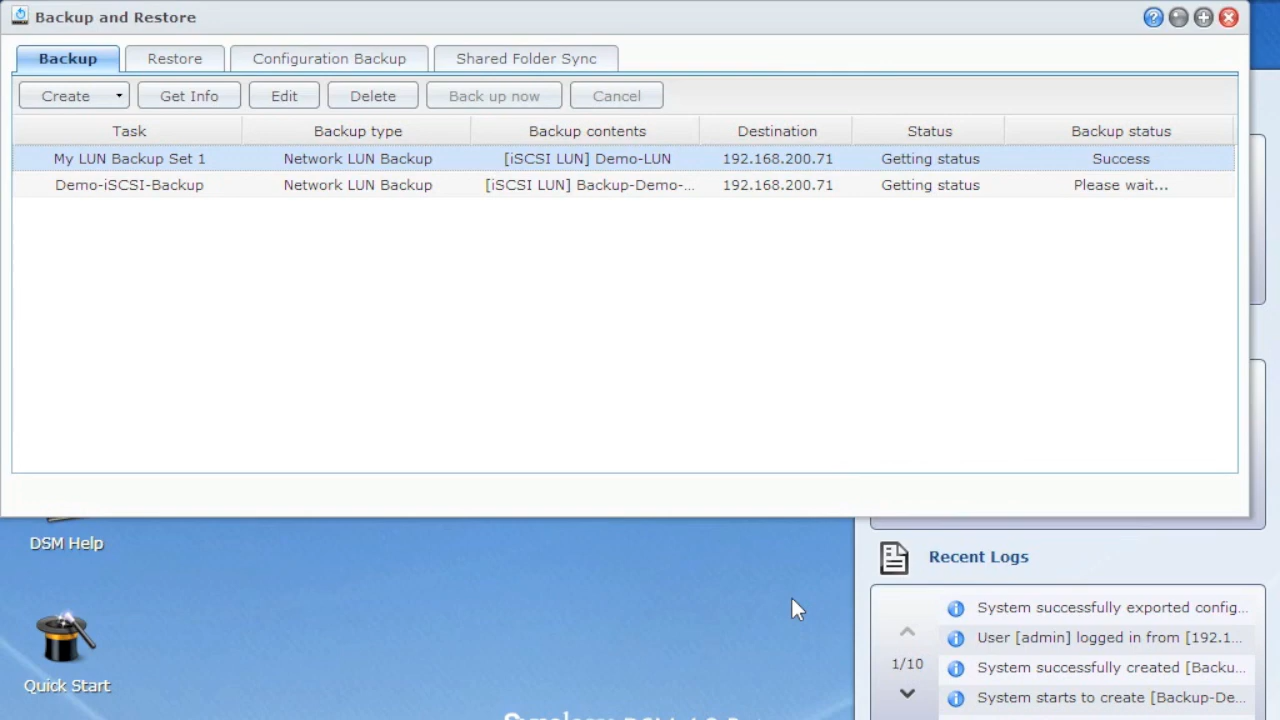 Backup and Restore
Backup Restore Configuration Backup Shared Folder Sync
Create Get Info Edit Delete Back up now Cancel
Task Backup type Backup contents Destination Status Backup status
My LUN Backup Set 1 Network LUN Backup [iSCSI LUN] Demo-LUN 192.168.200.71 Getting status Success
Demo-iSCSI-Backup Network LUN Backup [iSCSI LUN] Backup-Demo-... 192.168.200.71 Getting status Please wait...
DSM Help
Quick Start
Recent Logs
System successfully exported config...
User [admin] logged in from [192.1...
1/10
System successfully created [Backu...
System starts to create [Backup-De...